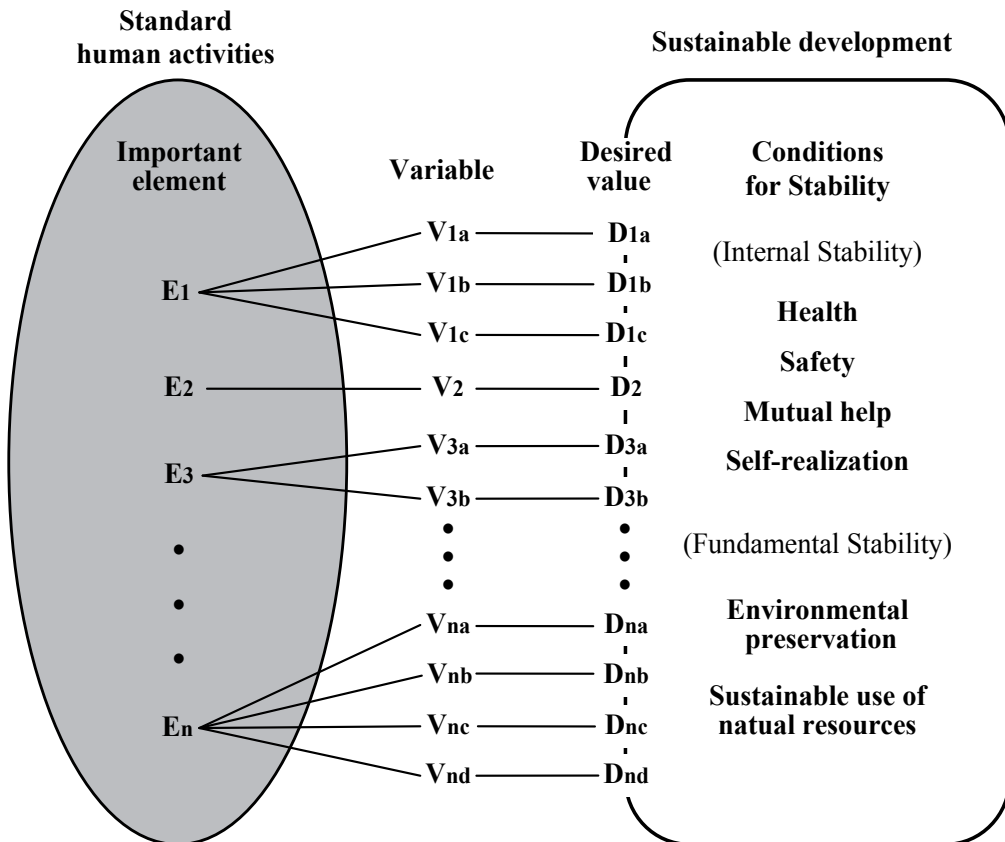 Standard
human activities
Sustainable development
Important
element
Variable
Desired
value
Conditions
for Stability
V1a
D1a
(Internal Stability)
E1
V1b
D1b
Health
V1c
D1c
Safety
E2
V2
D2
Mutual help
V3a
D3a
E3
Self-realization
V3b
D3b
(Fundamental Stability)
Vna
Dna
Environmental
preservation
Vnb
Dnb
Sustainable use of
natural resources
En
Vnc
Dnc
Vnd
Dnd